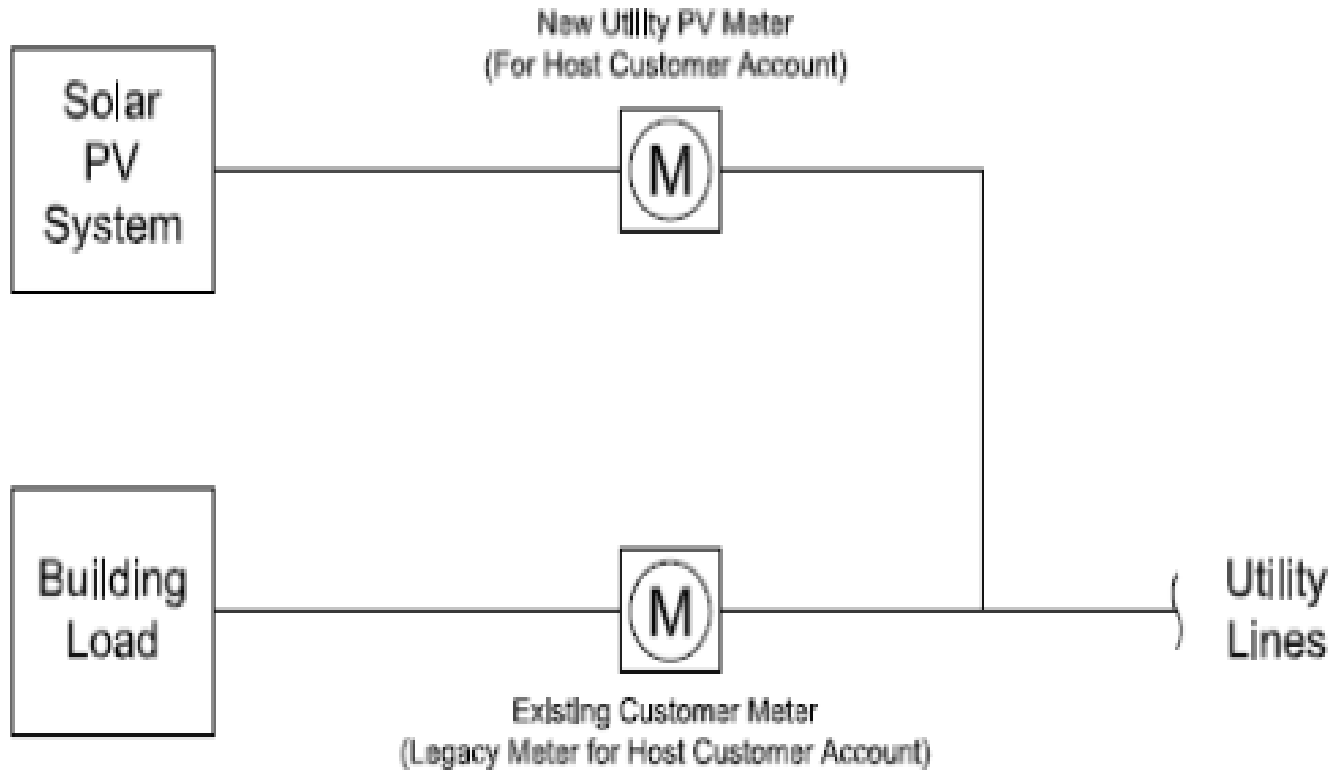 New Utility PV Meter
(For Host Customer Account)
Solar
PV
System
M
Building
Load
M
Utility
Lines
Existing Customer Meter
(Legacy Meter for Host Customer Account)